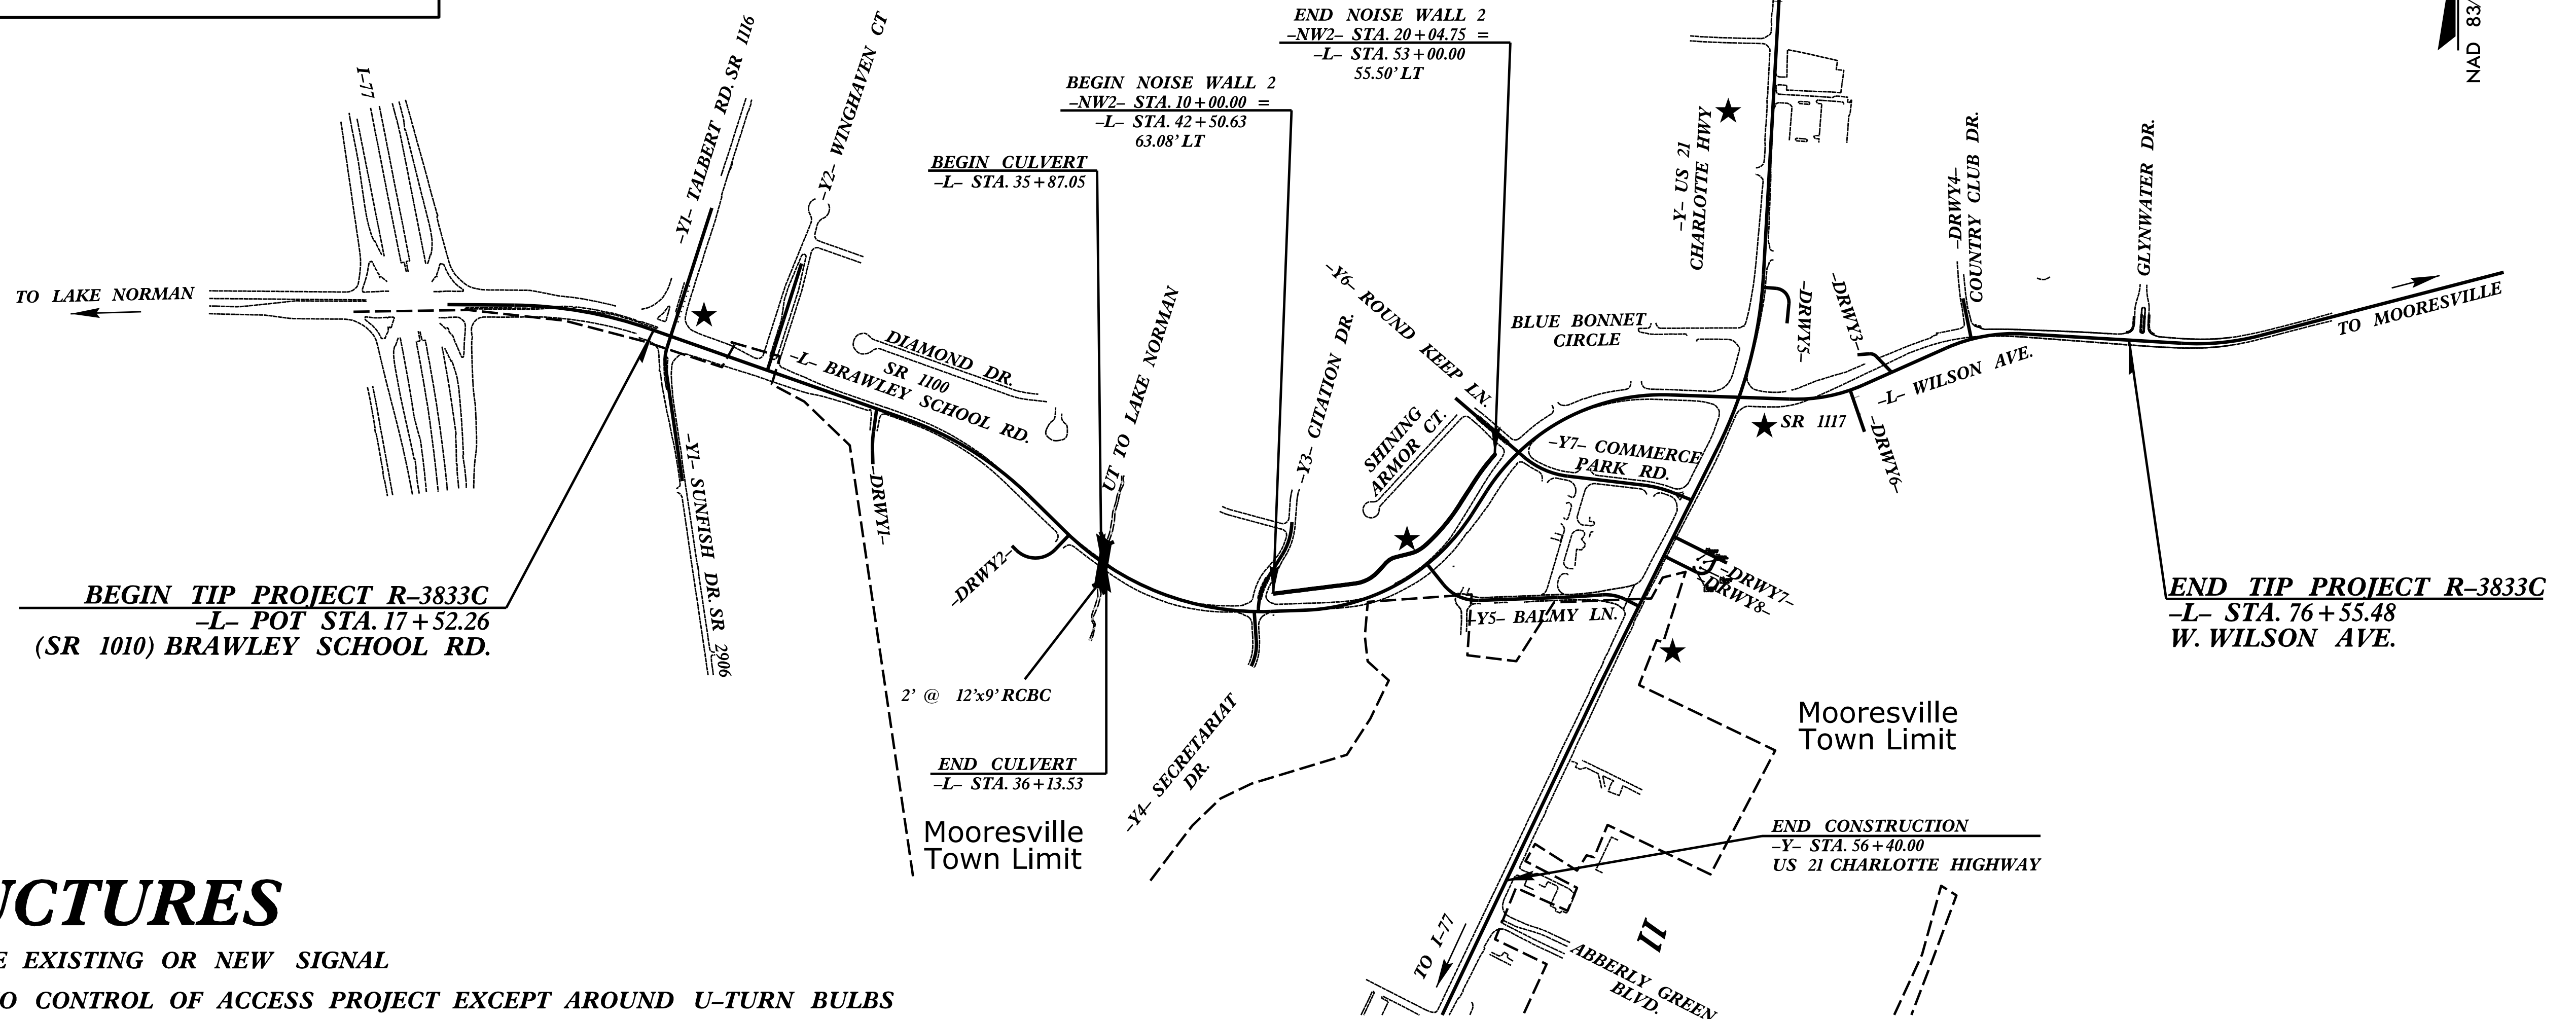 END NOISE WALL 2
–NW2– STA. 20+04.75 =
–L– STA. 53+00.00
55.50' LT
BEGIN NOISE WALL 2
–NW2– STA. 10+00.00 =
–L– STA. 42+50.63
63.08' LT
BEGIN CULVERT
–L– STA. 35+87.05
NAD 83/
I–77
–Y1– TALBERT RD. SR 1116
–Y2– WINGHAVEN CT
–Y– US 21
CHARLOTTE HWY
–DRWY4–
COUNTRY CLUB DR.
GLYNWATER DR.
TO LAKE NORMAN
DIAMOND DR.
SR 1100
–L– BRAWLEY SCHOOL RD.
UT TO LAKE NORMAN
–Y3– CITATION DR.
–Y6– ROUND KEEP LN.
SHINING
ARMOR CT.
BLUE BONNET
CIRCLE
–DRWY5–
–DRWY3–
TO MOORESVILLE
–L– WILSON AVE.
SR 1117
–DRWY6–
–Y7– COMMERCE
PARK RD.
–Y1– SUNFISH DR. SR 2906
–DRWY1–
–DRWY2–
–DRWY7–
–DRWY8–
–Y5– BALMY LN.
BEGIN TIP PROJECT R–3833C
–L– POT STA. 17+52.26
(SR 1010) BRAWLEY SCHOOL RD.
END TIP PROJECT R–3833C
–L– STA. 76+55.48
W. WILSON AVE.
2' @ 12'x9' RCBC
END CULVERT
–L– STA. 36+13.53
–Y4– SECRETARIAT
DR.
Mooresville
Town Limit
Mooresville
Town Limit
END CONSTRUCTION
–Y– STA. 56+40.00
US 21 CHARLOTTE HIGHWAY
TO I–77
II
ABBERLY GREEN
BLVD.
UCTURES
E EXISTING OR NEW SIGNAL
O CONTROL OF ACCESS PROJECT EXCEPT AROUND U–TURN BULBS